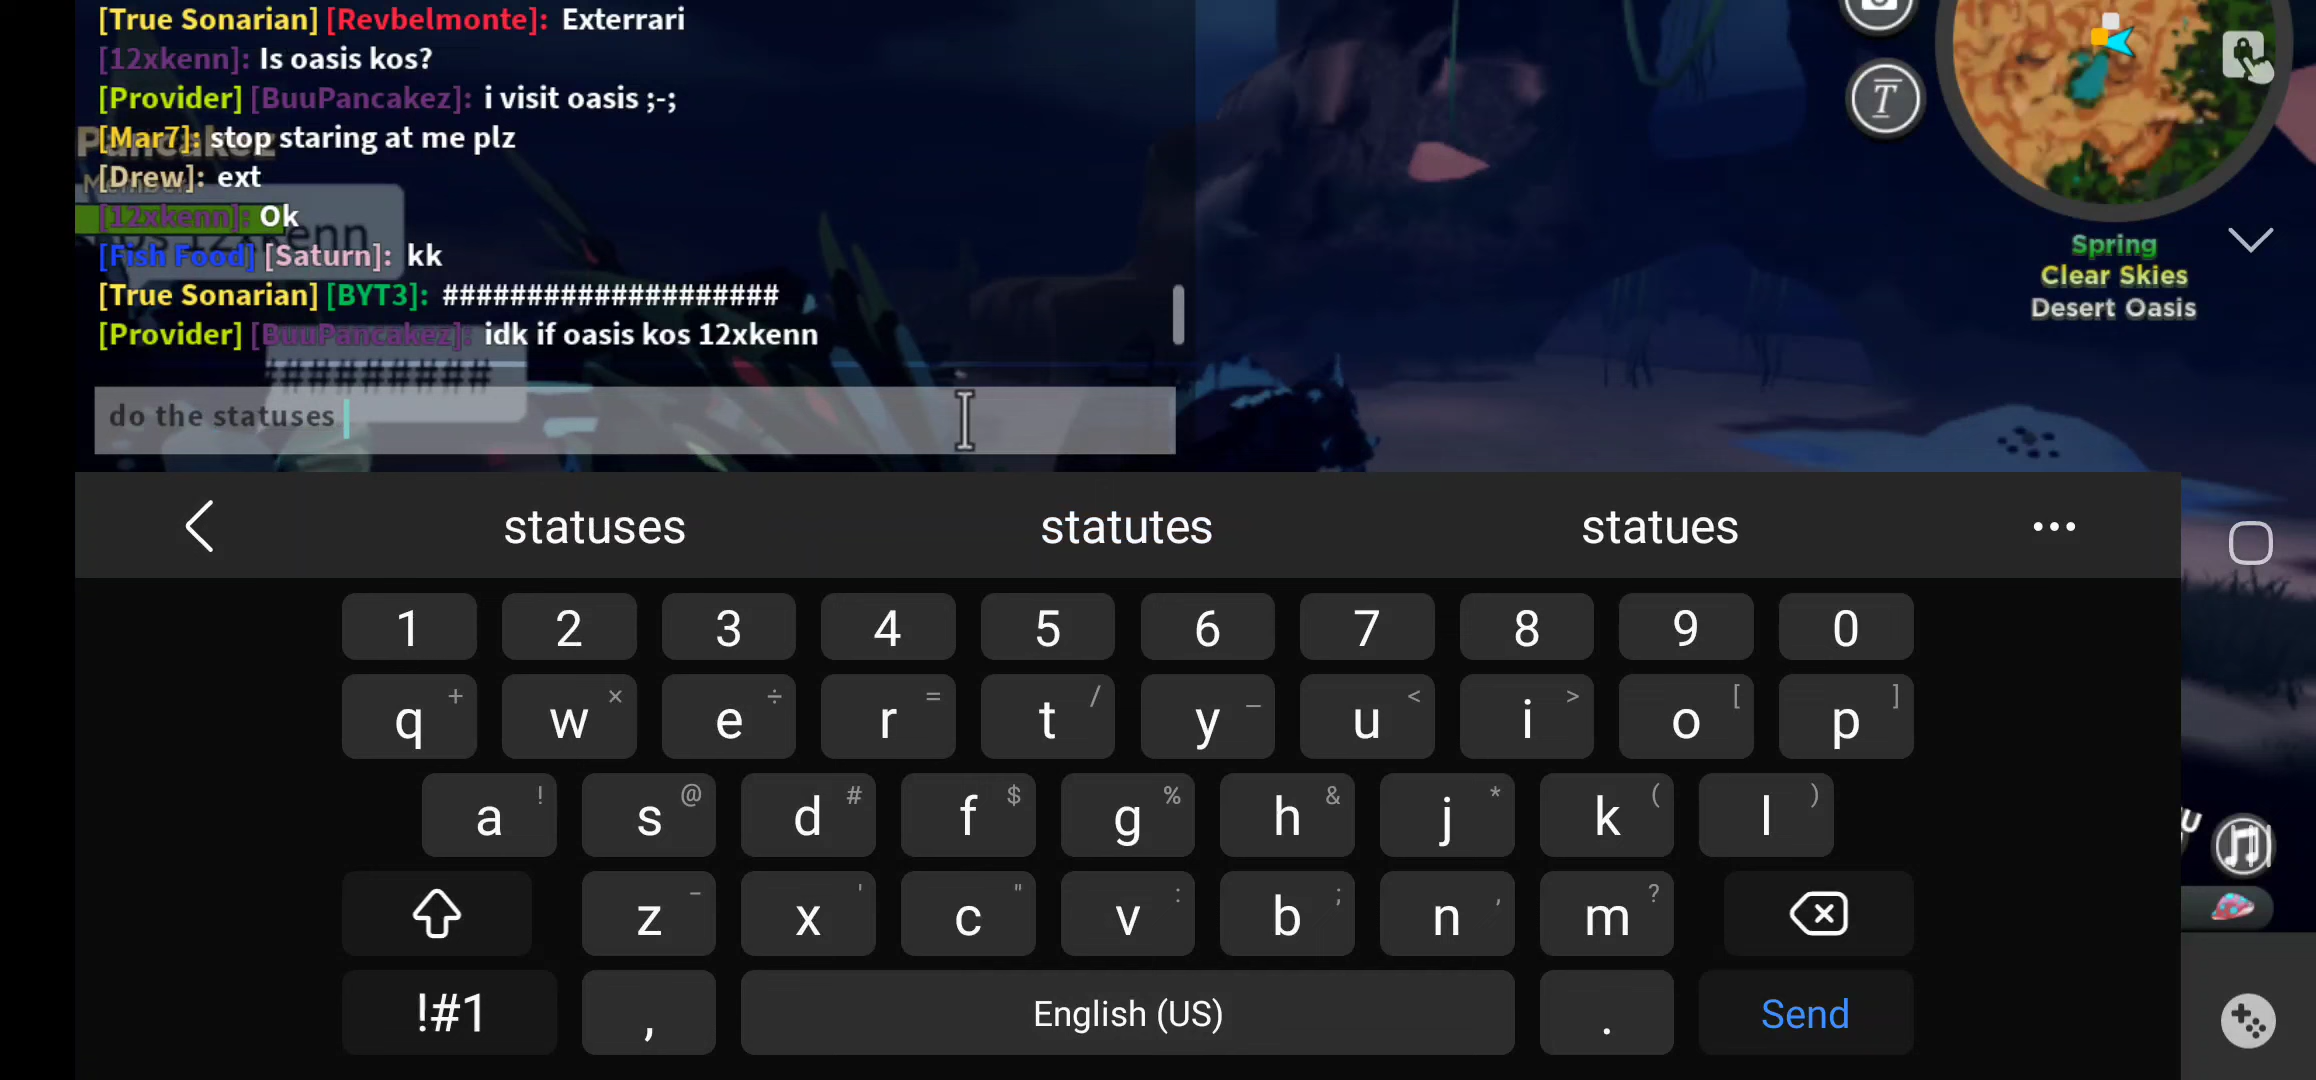 [True Sonarian] [Revbelmonte]: Exterrari
[12xkenn]: Is oasis kos?
[Provider] [BuuPancakez]: i visit oasis ;-;
[Mar7]: stop staring at me plz
[Drew]: ext
[12xkenn]: Ok
[Fish Food] [Saturn]: kk
[True Sonarian] [BYT3]: ####################
[Provider] [BuuPancakez]: idk if oasis kos 12xkenn
do the statuses
Spring
Clear Skies
Desert Oasis
statuses statutes statues ...
1 2 3 4 5 6 7 8 9 0
+ × ÷ = / _ < > [ ]
q w e r t y u i o p
! @ # $ % & * ( )
a s d f g h j k l
- ' " : ; , ?
z x c v b n m
!#1 , English (US) . Send